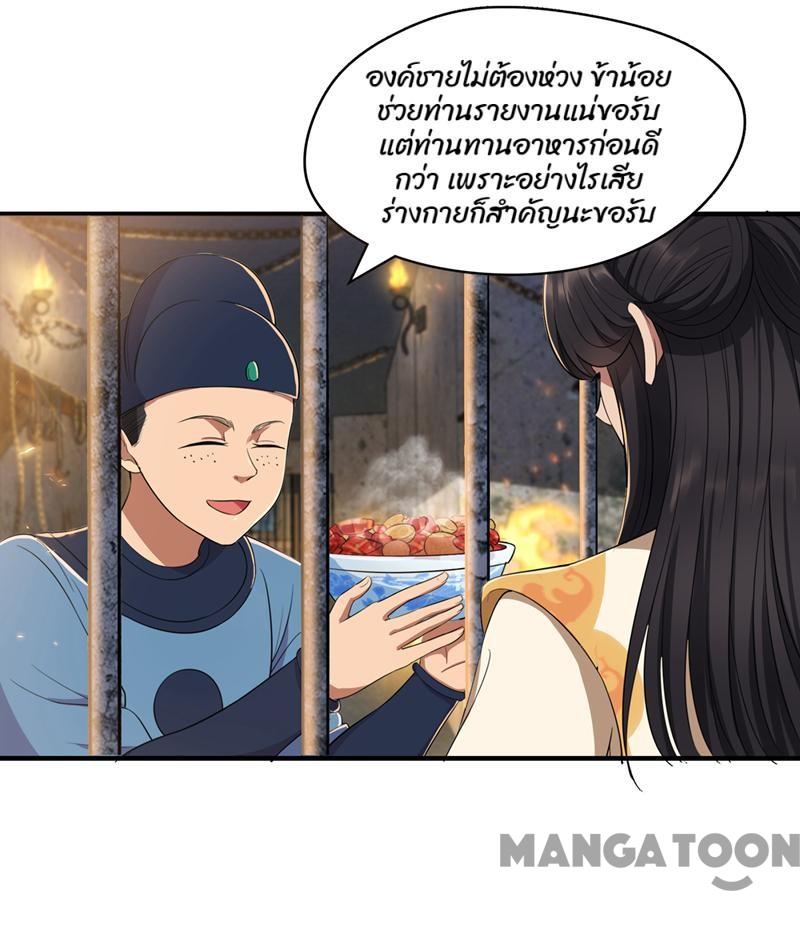 องค์ชายไม่ต้องห่วง ข้าน้อย
ช่วยท่านรายงานแน่ขอรับ
แต่ท่านทานอาหารก่อนดี
กว่า เพราะอย่างไรเสีย
ร่างกายก็สำคัญนะขอรับ
MANGATOON